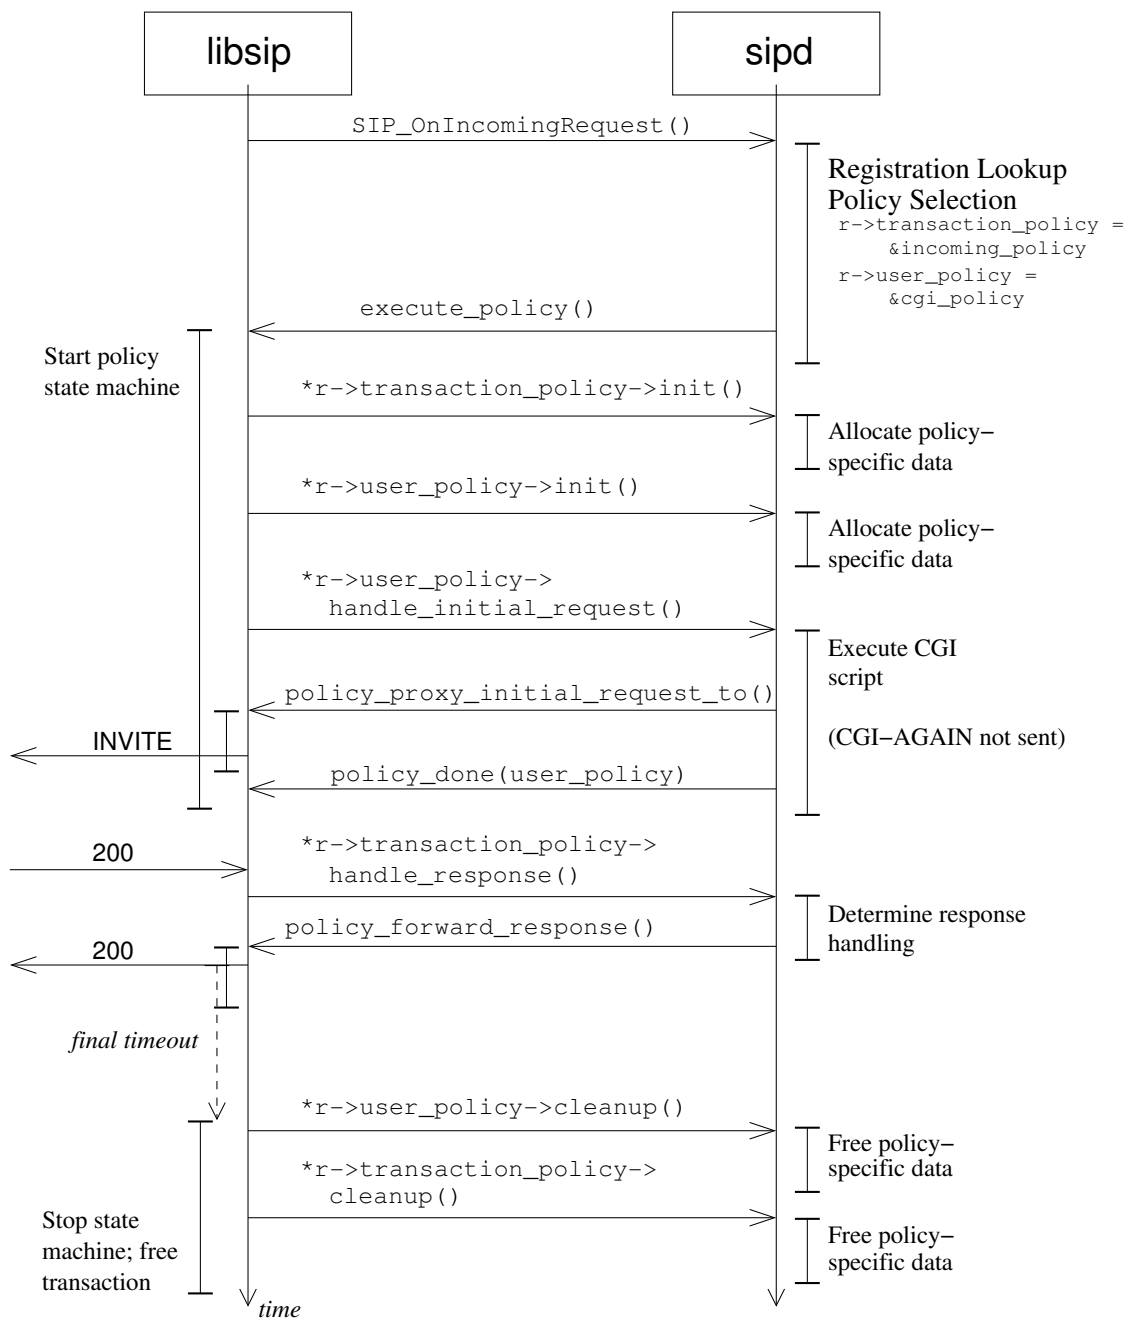 libsip
sipd
SIP_OnIncomingRequest()
Registration Lookup
Policy Selection
r->transaction_policy =
&incoming_policy
r->user_policy =
&cgi_policy
execute_policy()
Start policy
state machine
*r->transaction_policy->init()
Allocate policy-
specific data
*r->user_policy->init()
Allocate policy-
specific data
*r->user_policy->
handle_initial_request()
Execute CGI
script
policy_proxy_initial_request_to()
(CGI-AGAIN not sent)
INVITE
policy_done(user_policy)
200
*r->transaction_policy->
handle_response()
Determine response
handling
policy_forward_response()
200
final timeout
*r->user_policy->cleanup()
Free policy-
specific data
*r->transaction_policy->
cleanup()
Stop state
machine; free
transaction
Free policy-
specific data
time